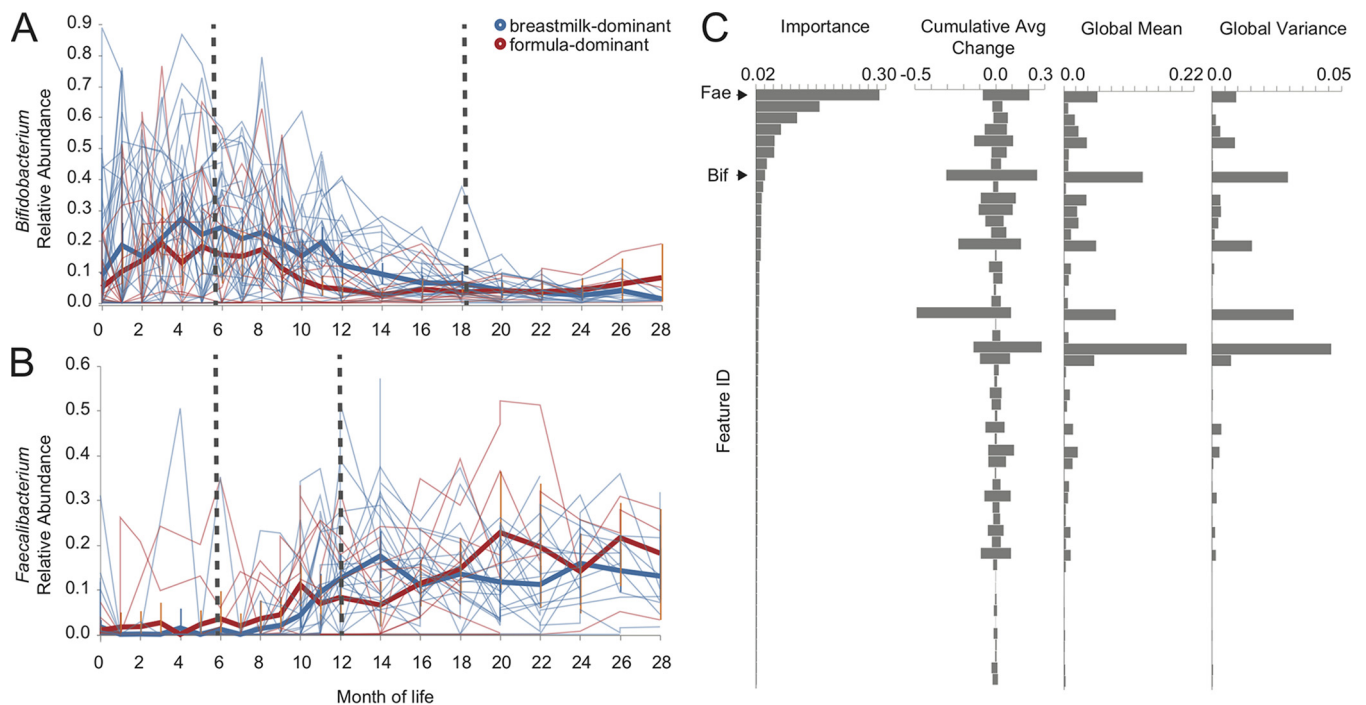 A
breastmilk-dominant
formula-dominant
Bifidobacterium
Relative Abundance
0.9
0.8
0.7
0.6
0.5
0.4
0.3
0.2
0.1
0.0
0 2 4 6 8 10 12 14 16 18 20 22 24 26 28
B
Faecalibacterium
Relative Abundance
0.6
0.5
0.4
0.3
0.2
0.1
0.0
0 2 4 6 8 10 12 14 16 18 20 22 24 26 28
Month of life
C
Importance
0.02 0.30
Cumulative Avg
Change
-0.5 0.0 0.3
Global Mean
0.0 0.22
Global Variance
0.0 0.05
Fae
Bif
Feature ID